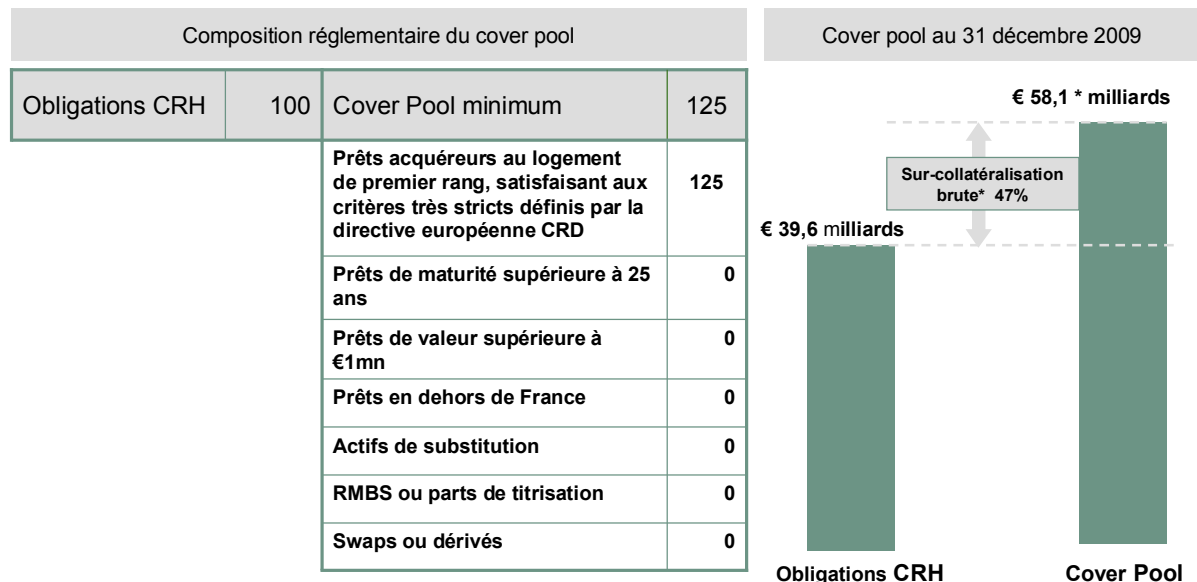 Composition réglementaire du cover pool
Obligations CRH 100 Cover Pool minimum 125
Prêts acquéreurs au logement
de premier rang, satisfaisant aux
critères très stricts définis par la
directive européenne CRD
125
Prêts de maturité supérieure à 25
ans
0
Prêts de valeur supérieure à
€1mn
0
Prêts en dehors de France 0
Actifs de substitution 0
RMBS ou parts de titrisation 0
Swaps ou dérivés 0
Cover pool au 31 décembre 2009
€ 58,1 * milliards
Sur-collatéralisation
brute* 47%
€ 39,6 milliards
Obligations CRH
Cover Pool